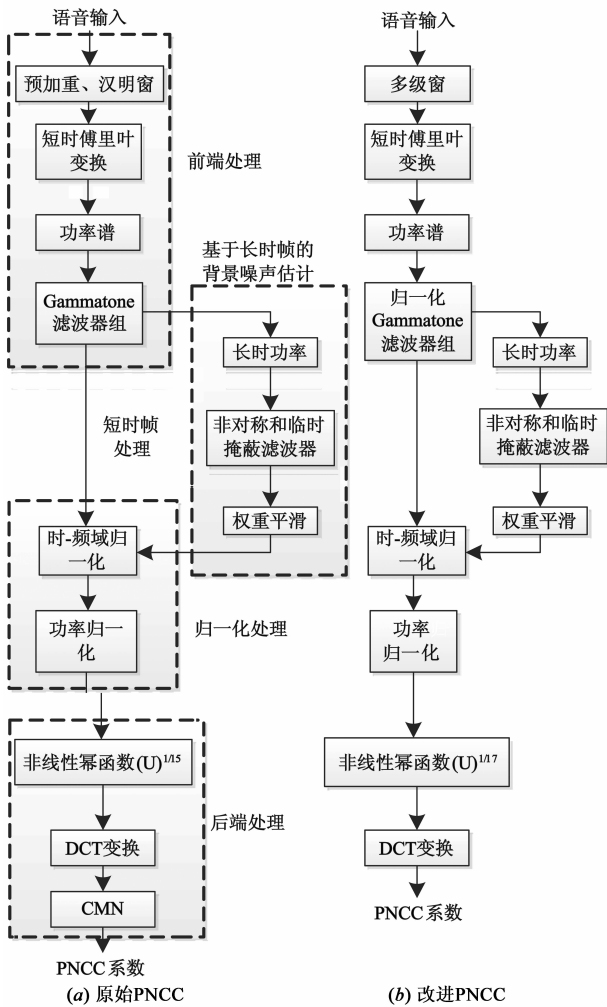 语音输入
预加重、汉明窗
短时傅里叶
变换
前端处理
功率谱
基于长时帧的
背景噪声估计
Gammatone
滤波器组
长时功率
短时帧
处理
非对称和临时
掩蔽滤波器
权重平滑
时-频域归
一化
功率归一
化
归一化处理
非线性幂函数(U)1/15
后端处理
DCT变换
CMN
PNCC系数
(a) 原始PNCC
语音输入
多级窗
短时傅里叶
变换
功率谱
归一化
Gammatone
滤波器组
长时功率
非对称和临时
掩蔽滤波器
权重平滑
时-频域归
一化
功率
归一化
非线性幂函数(U)1/17
DCT变换
PNCC系数
(b) 改进PNCC